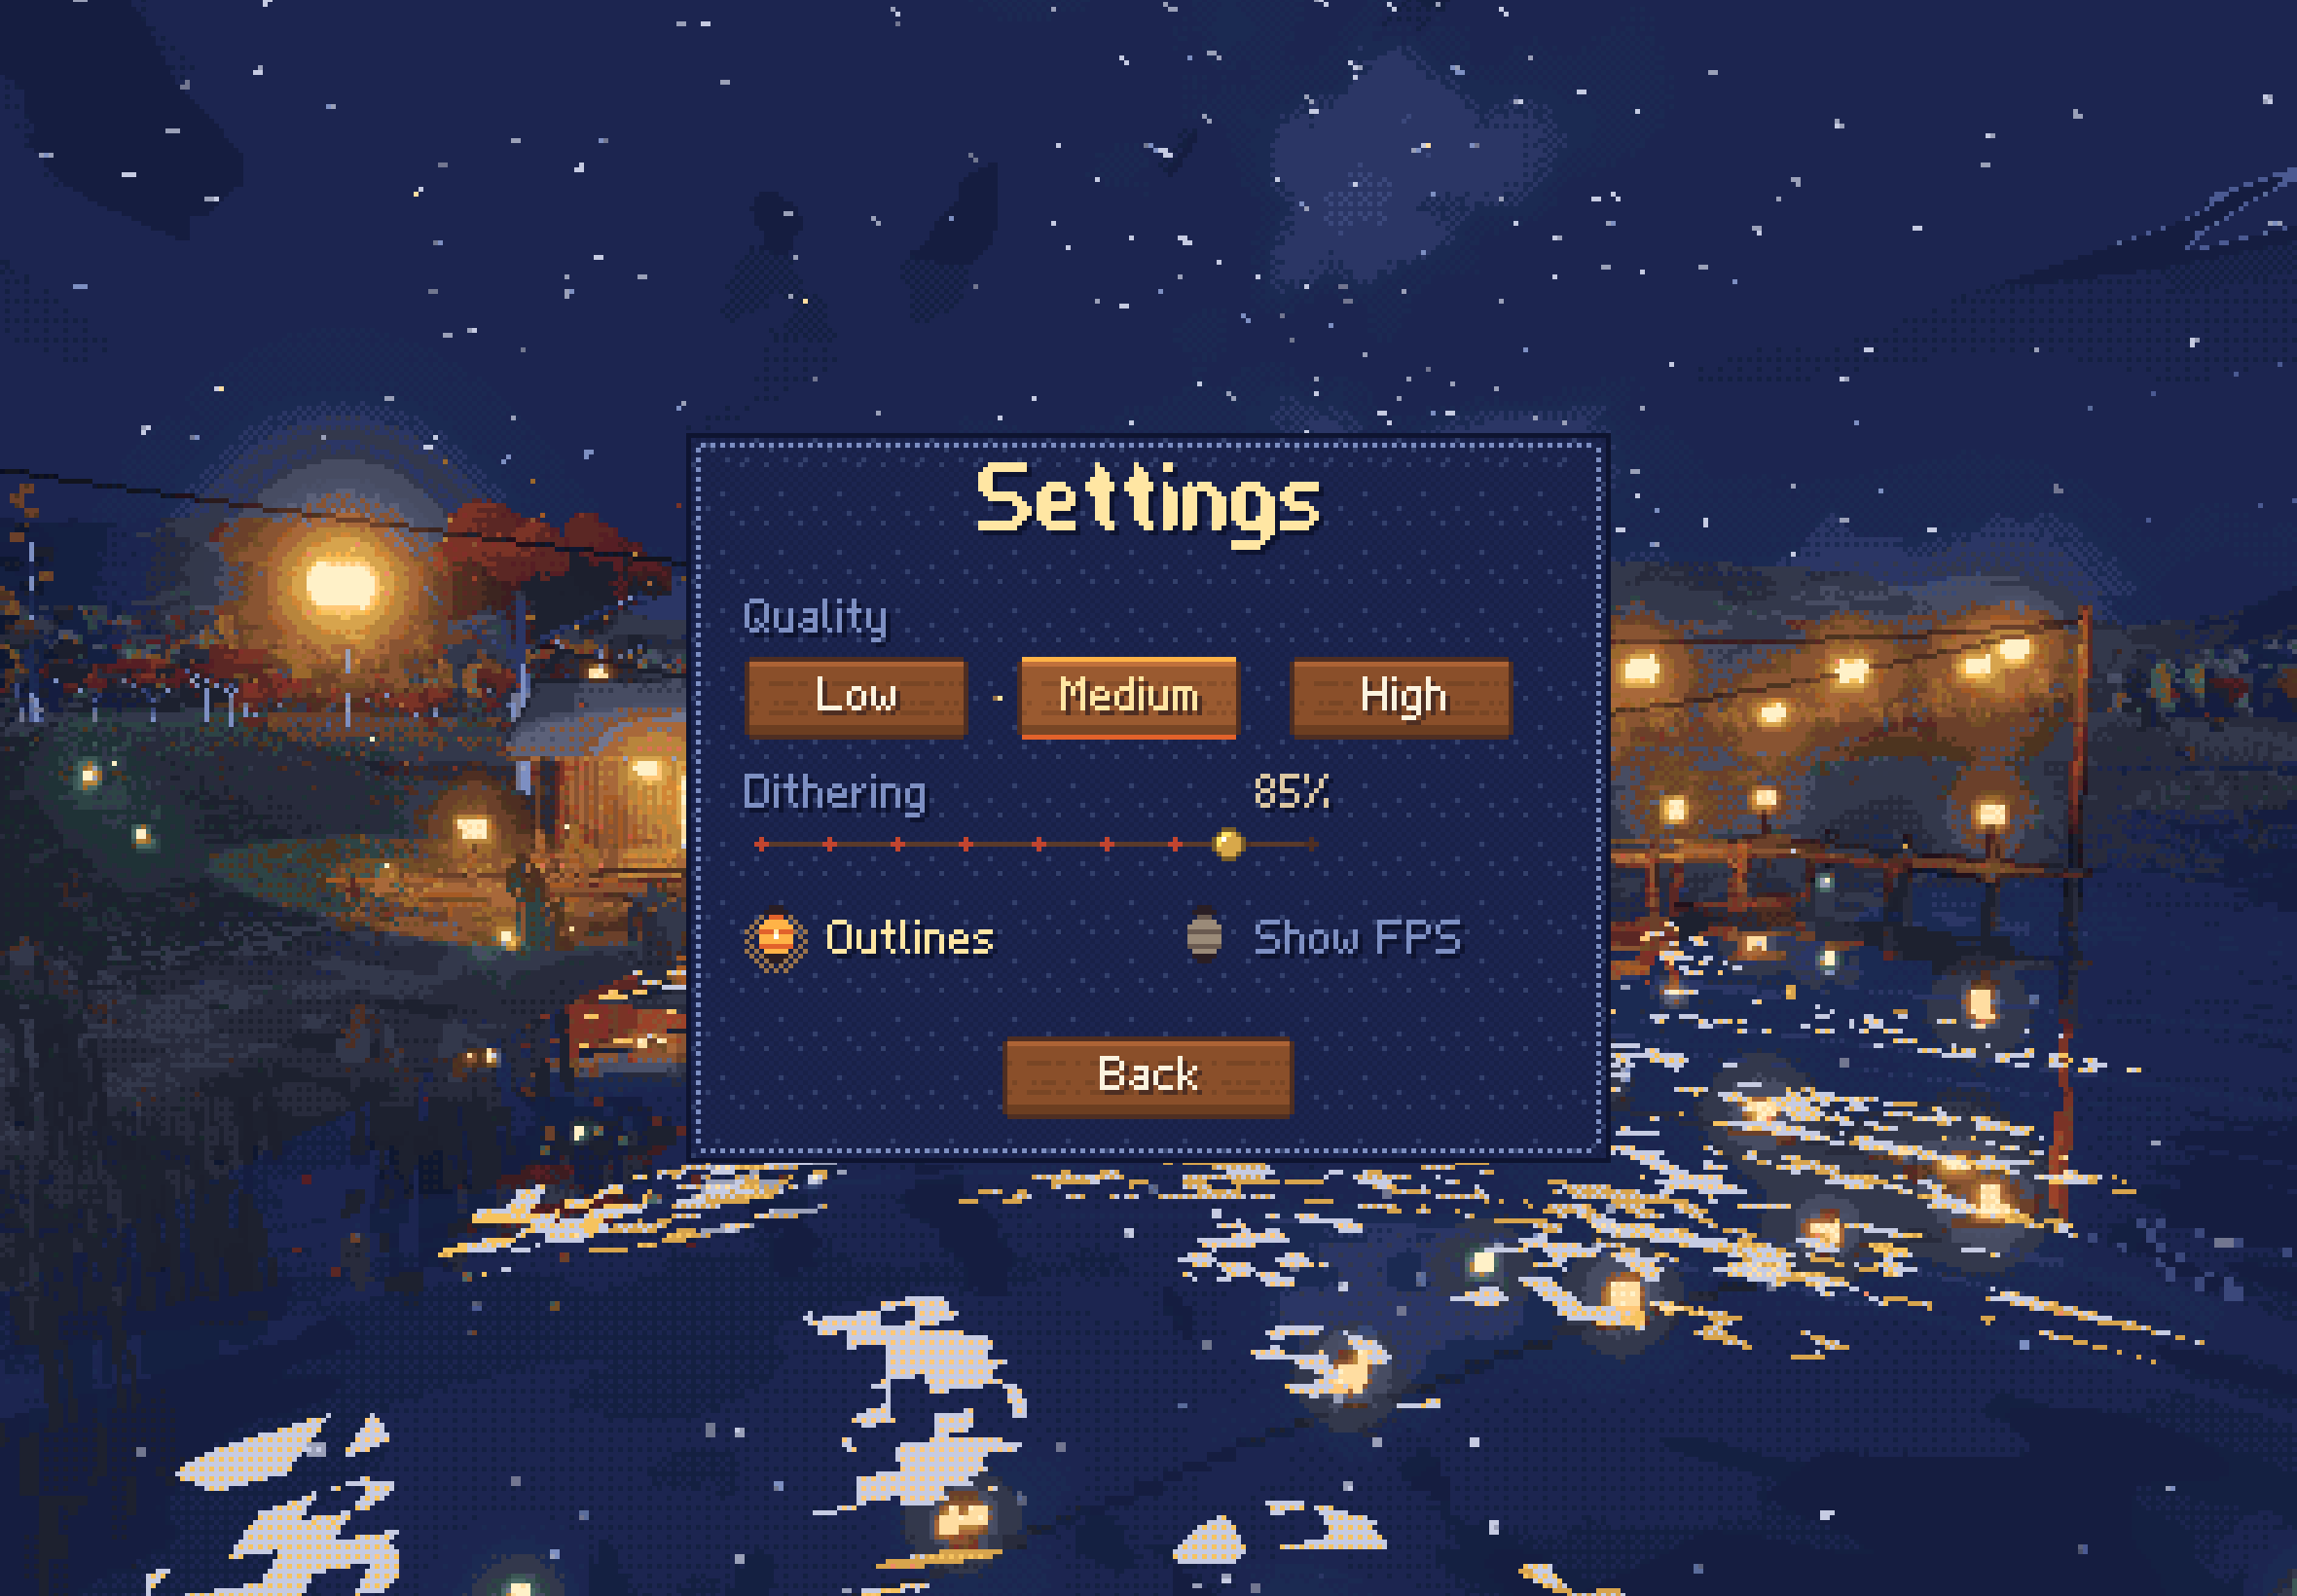 Settings
Quality
Low Medium High
Dithering 85%
Outlines Show FPS
Back